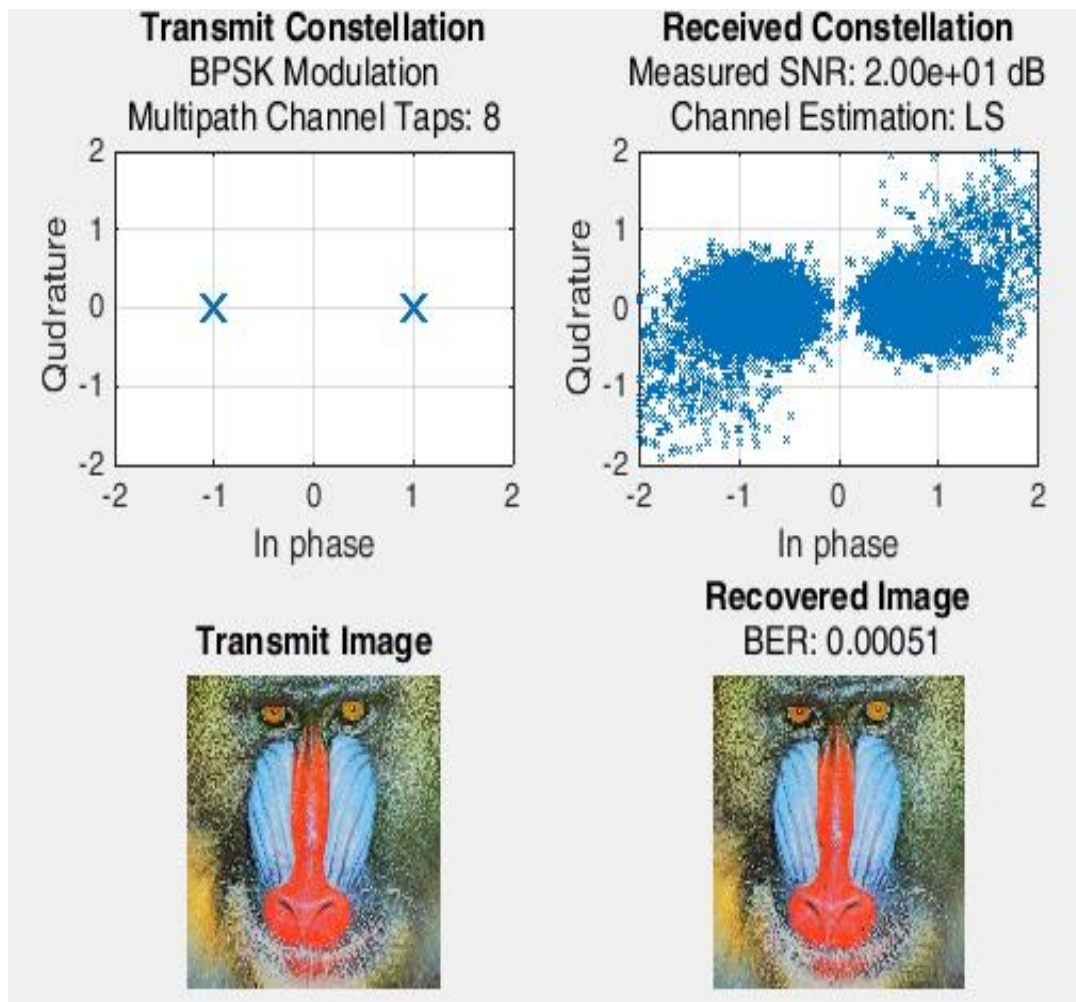 Transmit Constellation
BPSK Modulation
Multipath Channel Taps: 8
2
1
0
-1
-2
Qudrature
-2 -1 0 1 2
In phase
Received Constellation
Measured SNR: 2.00e+01 dB
Channel Estimation: LS
2
1
0
-1
-2
Qudrature
-2 -1 0 1 2
In phase
Transmit Image
Recovered Image
BER: 0.00051